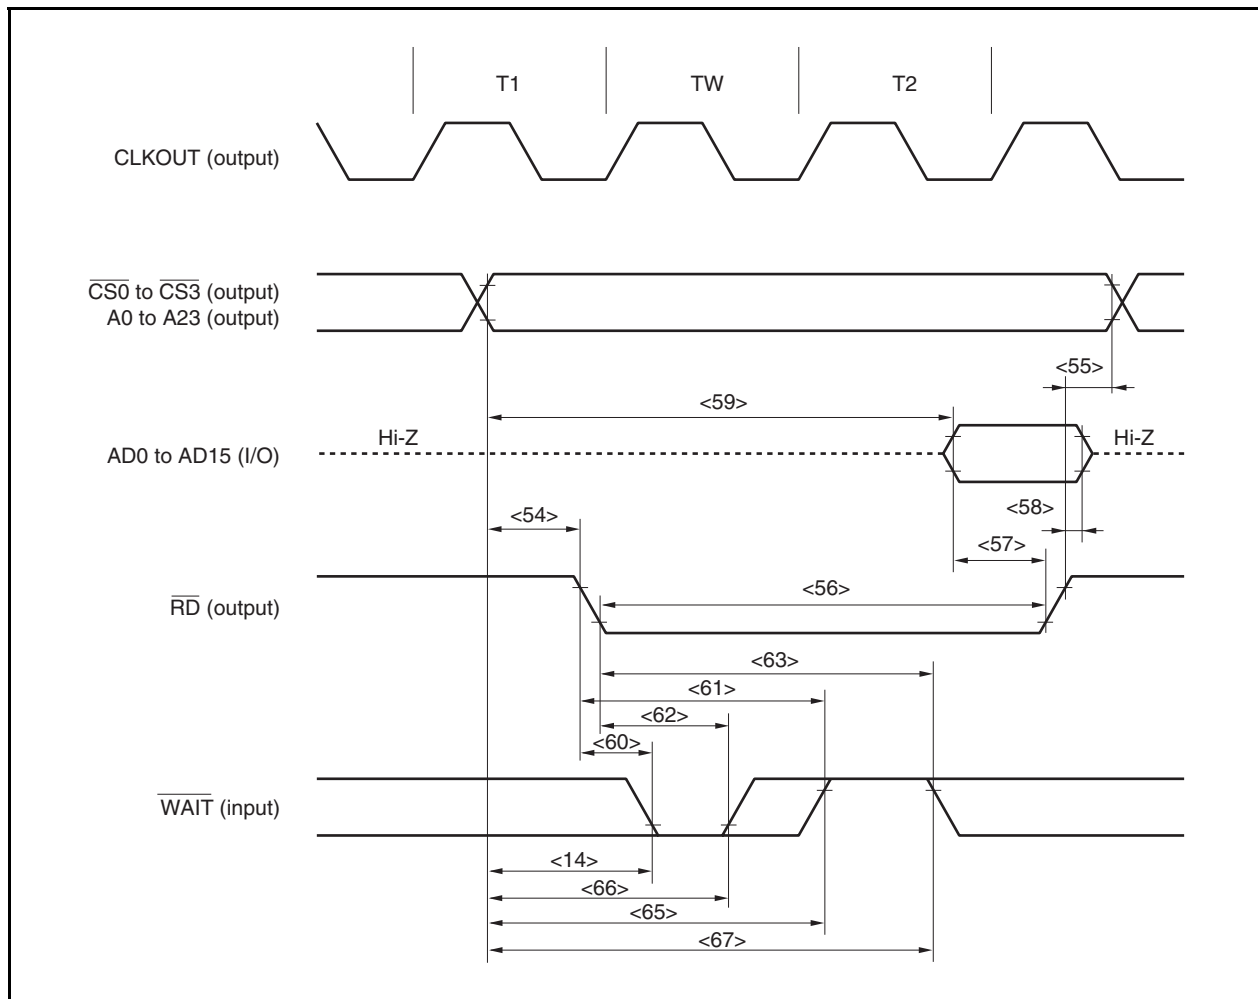 T1 TW T2
CLKOUT (output)
CS0 to CS3 (output)
A0 to A23 (output)
<55>
<59>
Hi-Z Hi-Z
AD0 to AD15 (I/O)
<58>
<54>
<57>
<56>
RD (output)
<63>
<61>
<62>
<60>
WAIT (input)
<14>
<66>
<65>
<67>